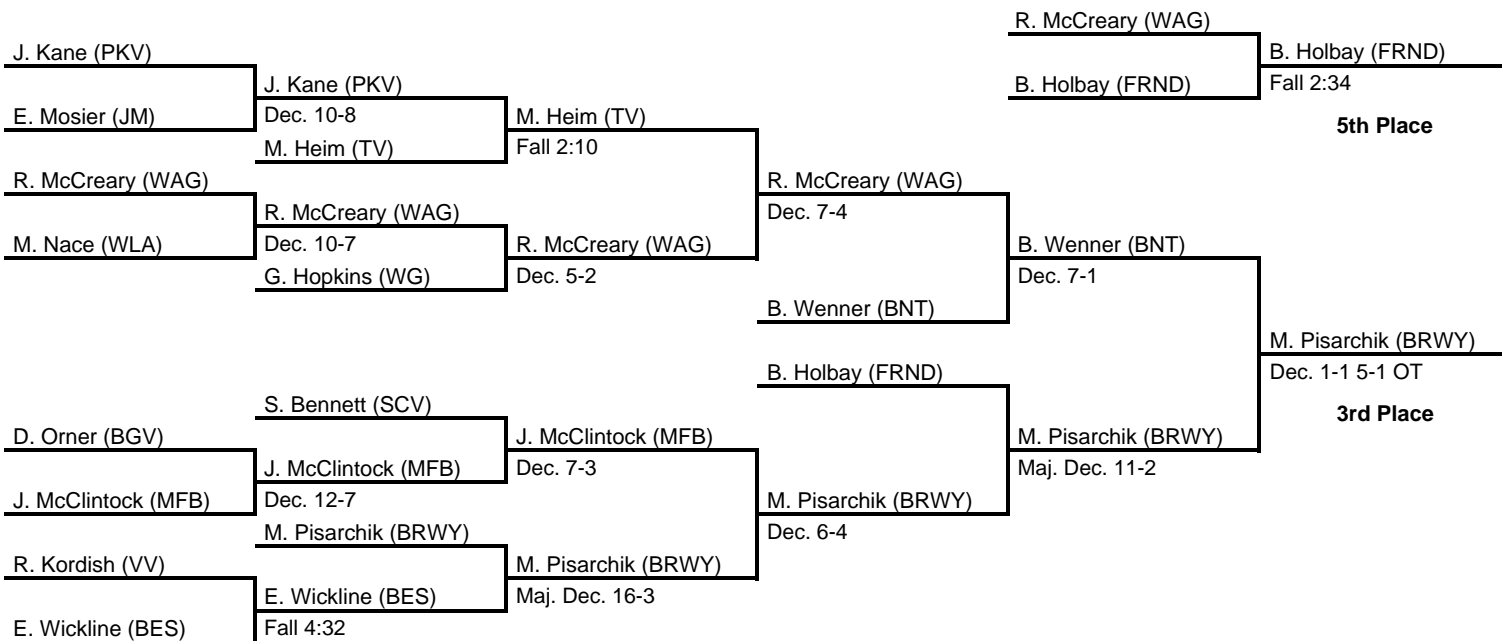 R. McCreary (WAG)
J. Kane (PKV)
B. Holbay (FRND)
J. Kane (PKV)
B. Holbay (FRND)
Fall 2:34
E. Mosier (JM)
Dec. 10-8
M. Heim (TV)
5th Place
M. Heim (TV)
Fall 2:10
R. McCreary (WAG)
R. McCreary (WAG)
R. McCreary (WAG)
Dec. 7-4
M. Nace (WLA)
Dec. 10-7
R. McCreary (WAG)
B. Wenner (BNT)
G. Hopkins (WG)
Dec. 5-2
Dec. 7-1
B. Wenner (BNT)
M. Pisarchik (BRWY)
B. Holbay (FRND)
Dec. 1-1 5-1 OT
S. Bennett (SCV)
3rd Place
D. Orner (BGV)
J. McClintock (MFB)
M. Pisarchik (BRWY)
J. McClintock (MFB)
Dec. 7-3
Maj. Dec. 11-2
J. McClintock (MFB)
Dec. 12-7
M. Pisarchik (BRWY)
M. Pisarchik (BRWY)
Dec. 6-4
R. Kordish (VV)
M. Pisarchik (BRWY)
E. Wickline (BES)
Maj. Dec. 16-3
E. Wickline (BES)
Fall 4:32